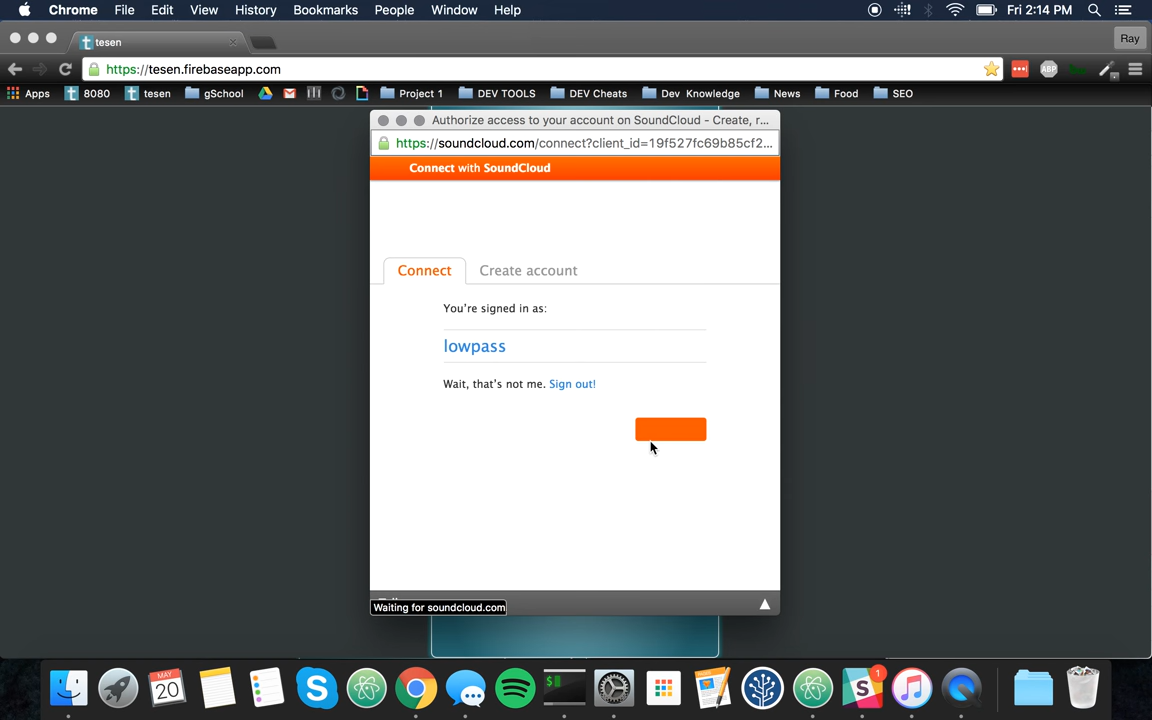 Chrome File Edit View History Bookmarks People Window Help Fri 2:14 PM
tesen Ray
https://tesen.firebaseapp.com ABP
Apps 8080 tesen gSchool Project 1 DEV TOOLS DEV Cheats Dev Knowledge News Food SEO
Authorize access to your account on SoundCloud - Create, r...
https://soundcloud.com/connect?client_id=19f527fc69b85cf2...
Connect with SoundCloud
Connect Create account
You're signed in as:
lowpass
Wait, that's not me. Sign out!
Waiting for soundcloud.com
MAY
20
1